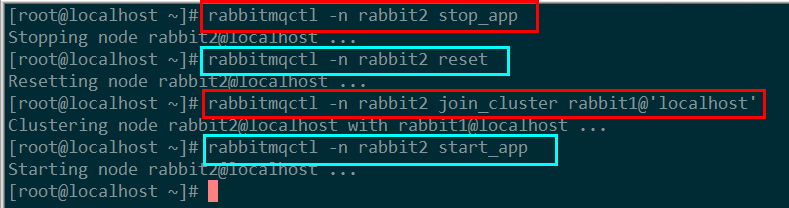 [root@localhost ~]# rabbitmqctl -n rabbit2 stop_app
Stopping node rabbit2@localhost ...
[root@localhost ~]# rabbitmqctl -n rabbit2 reset
Resetting node rabbit2@localhost ...
[root@localhost ~]# rabbitmqctl -n rabbit2 join_cluster rabbit1@'localhost'
Clustering node rabbit2@localhost with rabbit1@localhost ...
[root@localhost ~]# rabbitmqctl -n rabbit2 start_app
Starting node rabbit2@localhost ...
[root@localhost ~]#